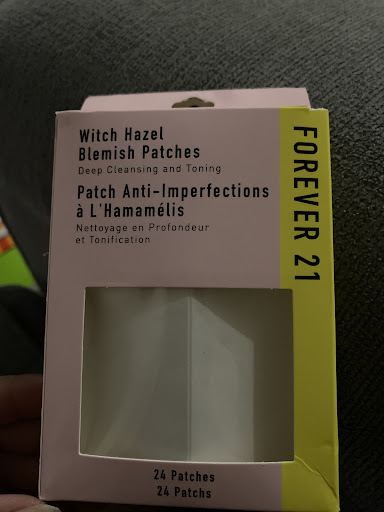 Witch Hazel
Blemish Patches
Deep Cleansing and Toning
Patch Anti-Imperfections
à L'Hamamélis
Nettoyage en Profondeur
et Tonification
FOREVER 21
24 Patches
24 Patchs